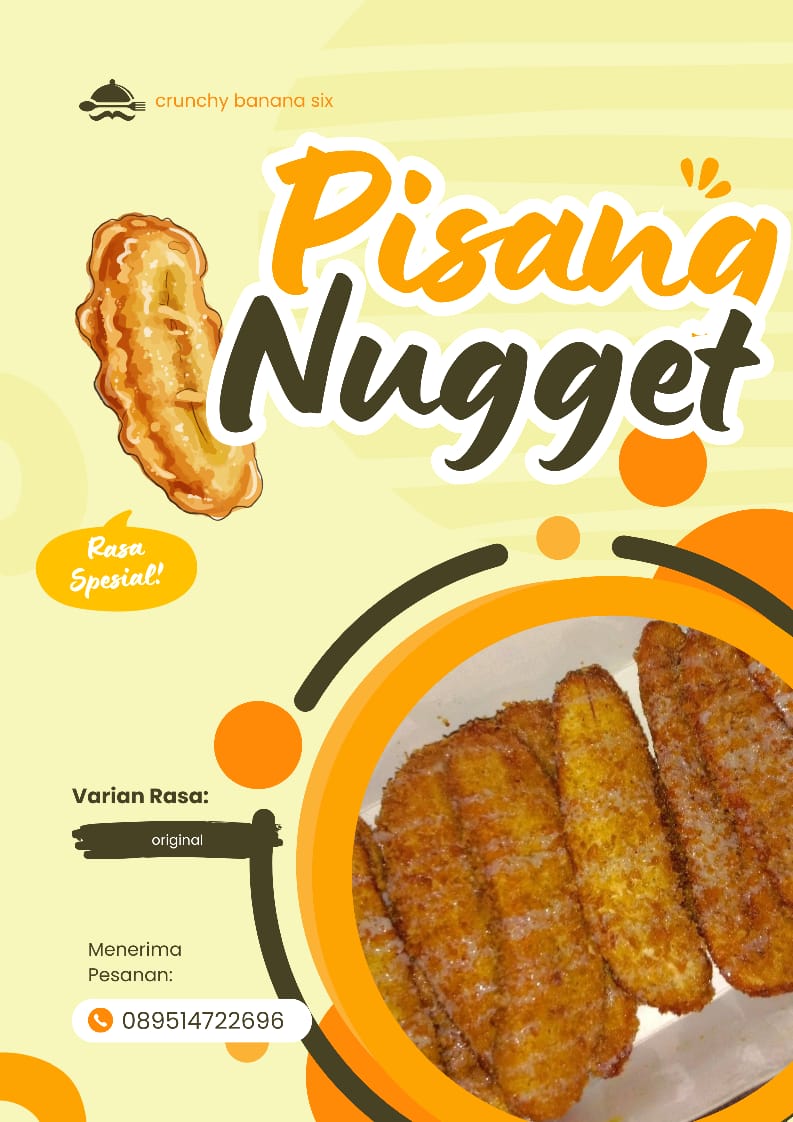 crunchy banana six
Pisang
Nugget
Rasa
Spesial!
Varian Rasa:
original
Menerima
Pesanan:
089514722696